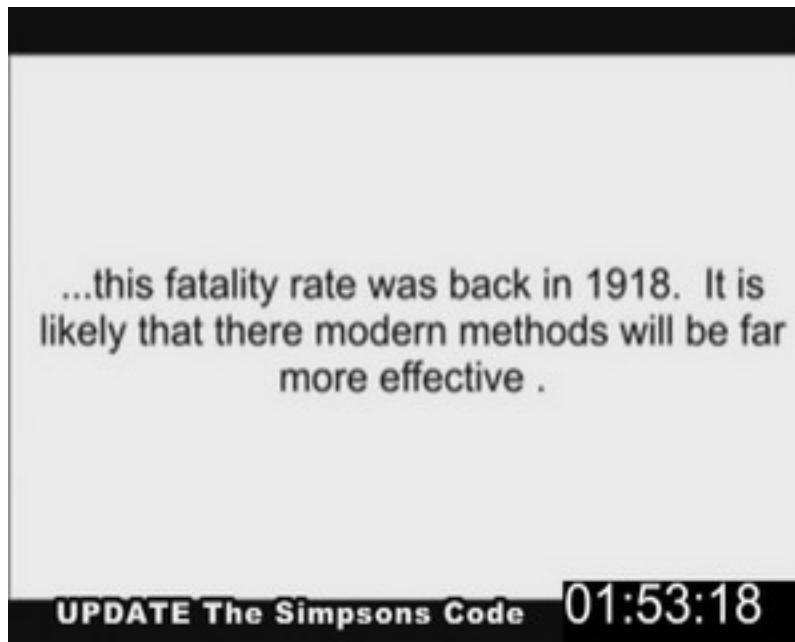 ...this fatality rate was back in 1918. It is
likely that there modern methods will be far
more effective .
UPDATE The Simpsons Code
01:53:18